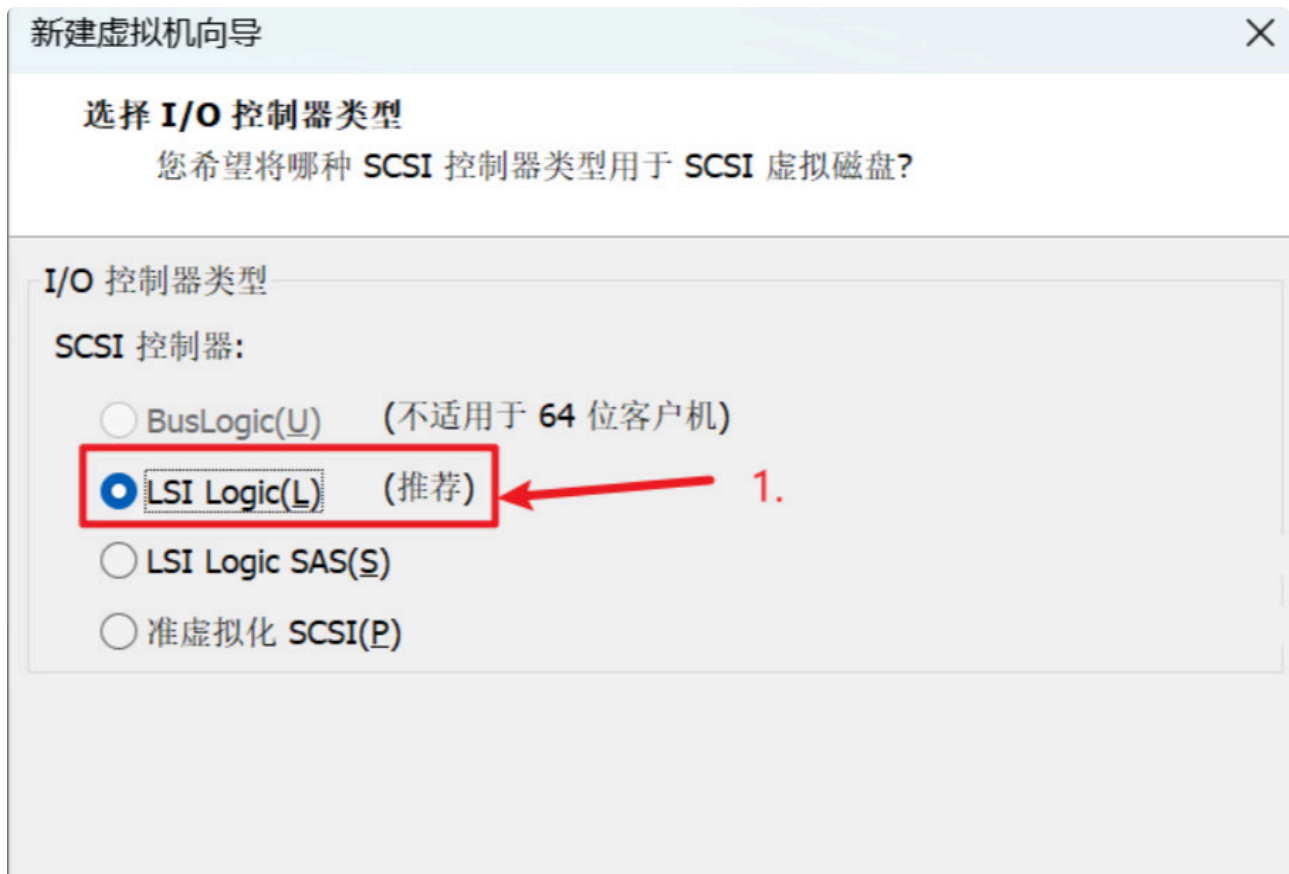 新建虚拟机向导
选择 I/O 控制器类型
您希望将哪种 SCSI 控制器类型用于 SCSI 虚拟磁盘?
I/O 控制器类型
SCSI 控制器:
BusLogic(U) (不适用于 64 位客户机)
LSI Logic(L) (推荐) 1.
LSI Logic SAS(S)
准虚拟化 SCSI(P)